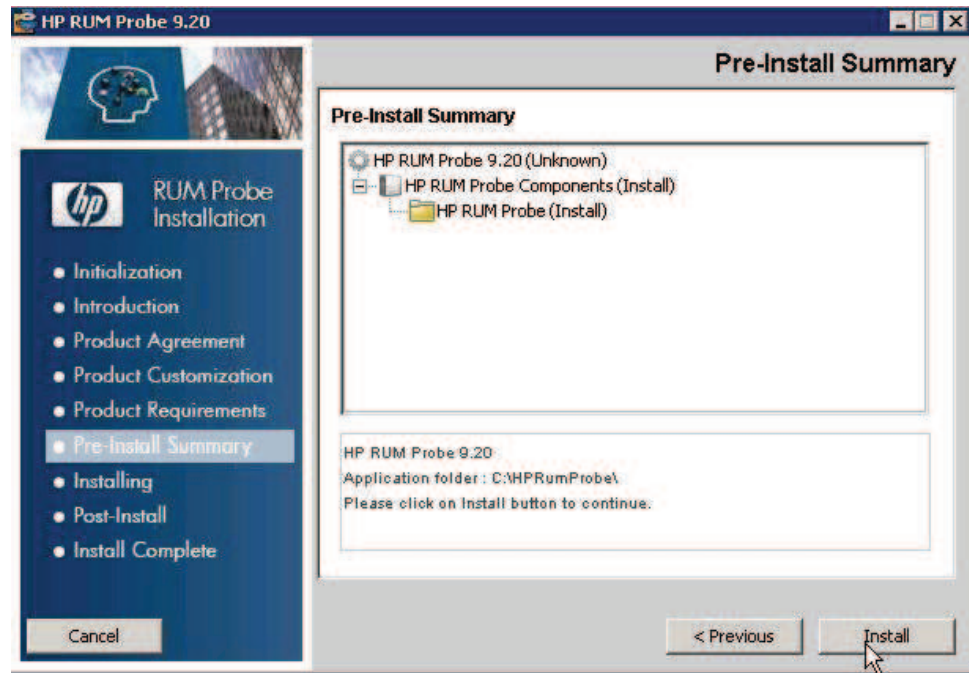 HP RUM Probe 9.20
Pre-Install Summary
hp
RUM Probe
Installation
Initialization
Introduction
Product Agreement
Product Customization
Product Requirements
Pre-Install Summary
Installing
Post-Install
Install Complete
Cancel
Pre-Install Summary
HP RUM Probe 9.20 (Unknown)
HP RUM Probe Components (Install)
HP RUM Probe (Install)
HP RUM Probe 9.20
Application folder : C:\HPRumProbe\
Please click on Install button to continue.
< Previous
Install